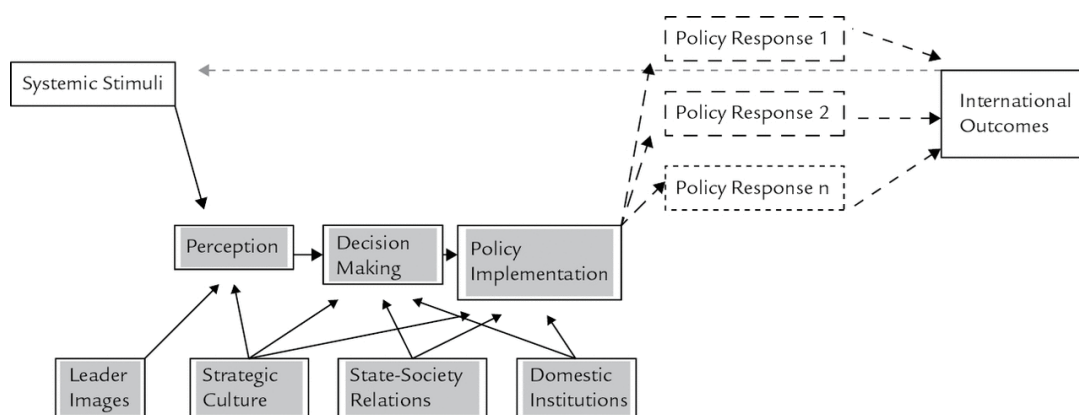 Systemic Stimuli
Policy Response 1
Policy Response 2
Policy Response n
International
Outcomes
Perception
Decision
Making
Policy
Implementation
Leader
Images
Strategic
Culture
State-Society
Relations
Domestic
Institutions